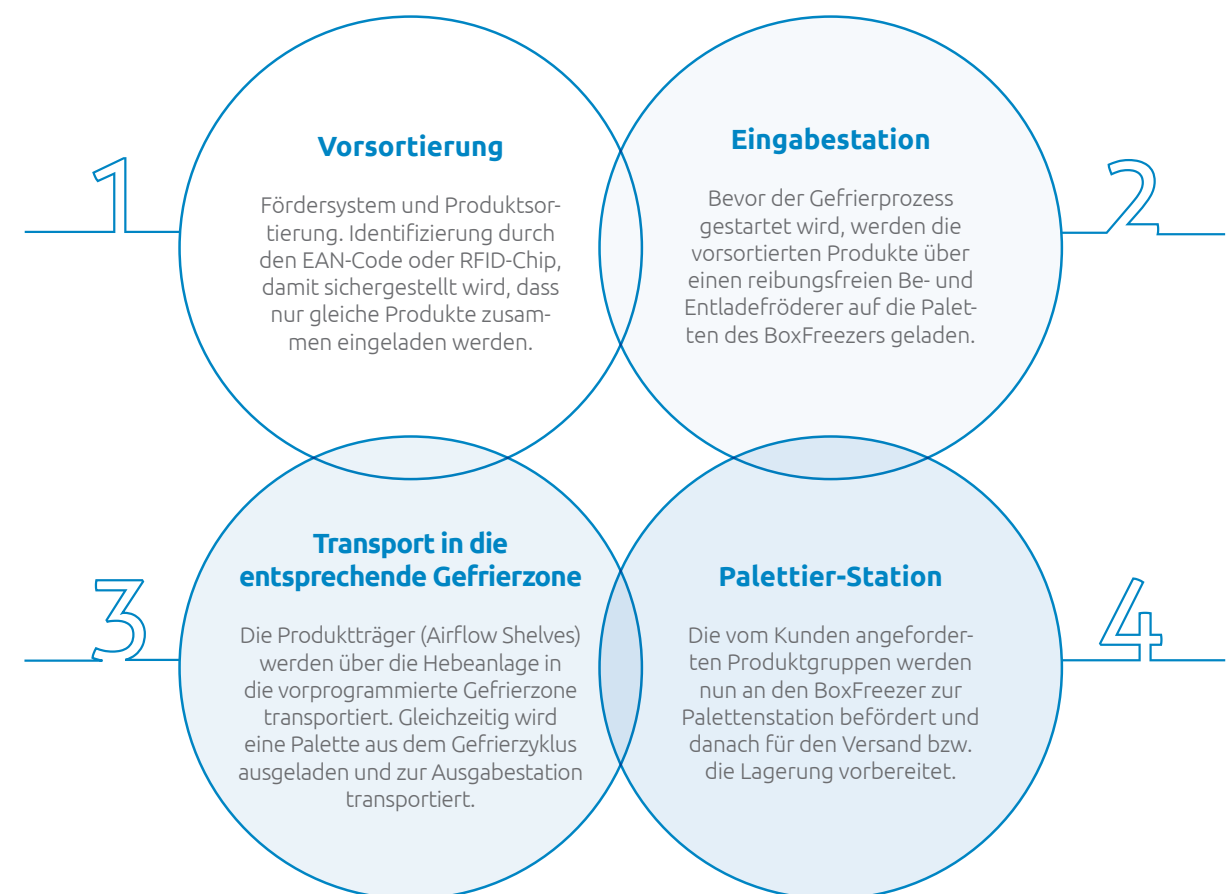 1
Vorsortierung
Fördersystem und Produktsor-
tierung. Identifizierung durch
den EAN-Code oder RFID-Chip,
damit sichergestellt wird, dass
nur gleiche Produkte zusam-
men eingeladen werden.
2
Eingabestation
Bevor der Gefrierprozess
gestartet wird, werden die
vorsortierten Produkte über
einen reibungsfreien Be- und
Entladefröderer auf die Palet-
ten des BoxFreezers geladen.
3
Transport in die
entsprechende Gefrierzone
Die Produktträger (Airflow Shelves)
werden über die Hebeanlage in
die vorprogrammierte Gefrierzone
transportiert. Gleichzeitig wird
eine Palette aus dem Gefrierzyklus
ausgeladen und zur Ausgabestation
transportiert.
4
Palettier-Station
Die vom Kunden angeforder-
ten Produktgruppen werden
nun an den BoxFreezer zur
Palettenstation befördert und
danach für den Versand bzw.
die Lagerung vorbereitet.